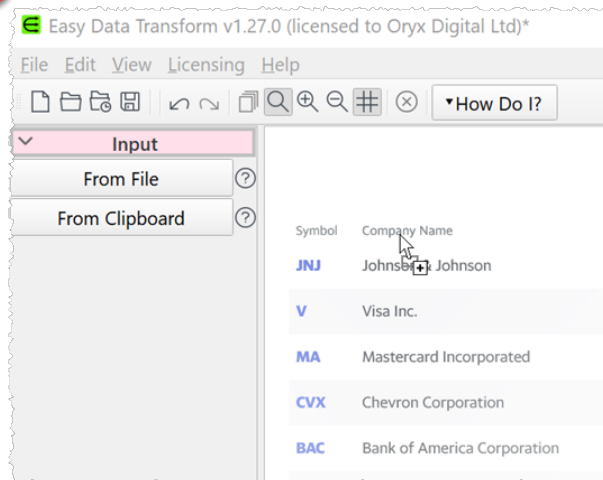 Easy Data Transform v1.27.0 (licensed to Oryx Digital Ltd)*
File Edit View Licensing Help
How Do I?
Input
From File ?
From Clipboard ?
Symbol Company Name
JNJ Johnson & Johnson
V Visa Inc.
MA Mastercard Incorporated
CVX Chevron Corporation
BAC Bank of America Corporation